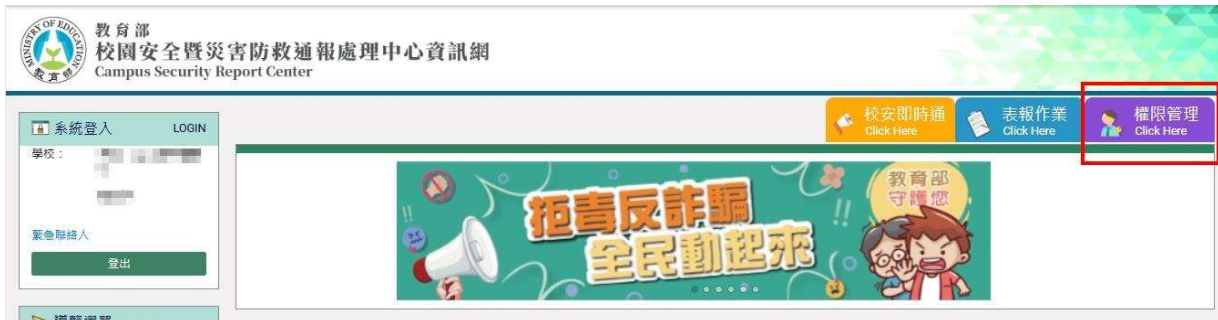 MINISTRY OF EDUCATION
教育部
教育部
校園安全暨災害防救通報處理中心資訊網
Campus Security Report Center
系統登入 LOGIN
學校：
緊急聯絡人
登出
導覽選單
校安即時通
Click Here
表報作業
Click Here
權限管理
Click Here
拒毒反詐騙
全民動起來
教育部
守護您